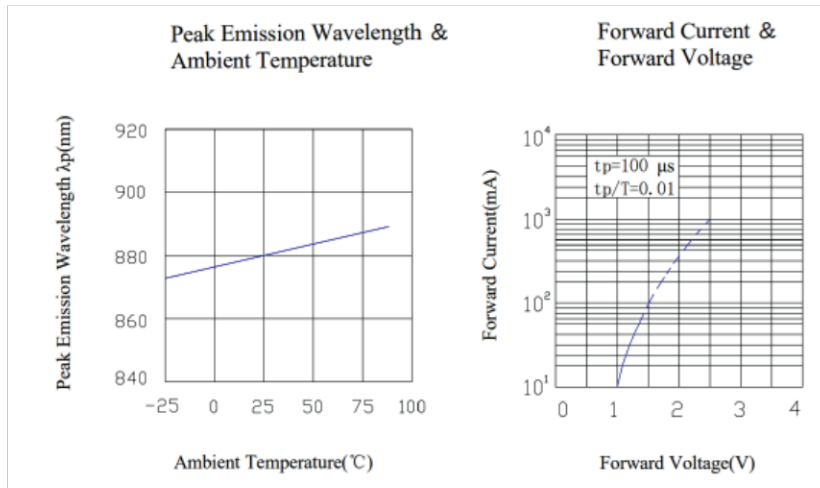 Peak Emission Wavelength &
Ambient Temperature
Peak Emission Wavelength λp(nm)
920
900
880
860
840
-25 0 25 50 75 100
Ambient Temperature(℃)
Forward Current &
Forward Voltage
Forward Current(mA)
10⁴
10³
10²
10¹
tp=100 μs
tp/T=0.01
0 1 2 3 4
Forward Voltage(V)